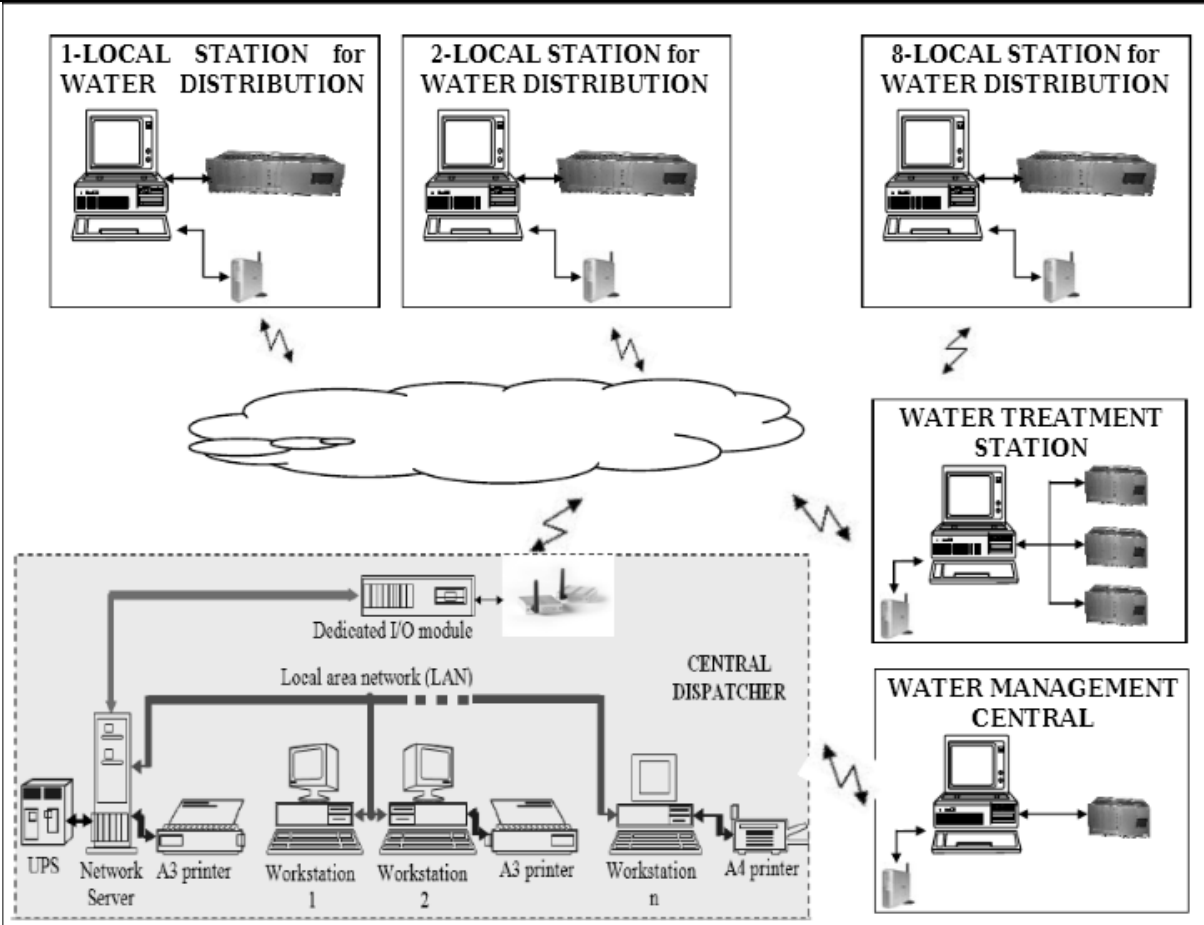 1-LOCAL STATION for
WATER DISTRIBUTION
2-LOCAL STATION for
WATER DISTRIBUTION
8-LOCAL STATION for
WATER DISTRIBUTION
WATER TREATMENT
STATION
Dedicated I/O module
Local area network (LAN)
CENTRAL
DISPATCHER
WATER MANAGEMENT
CENTRAL
UPS
Network
Server
A3 printer
Workstation
1
Workstation
2
A3 printer
Workstation
n
A4 printer